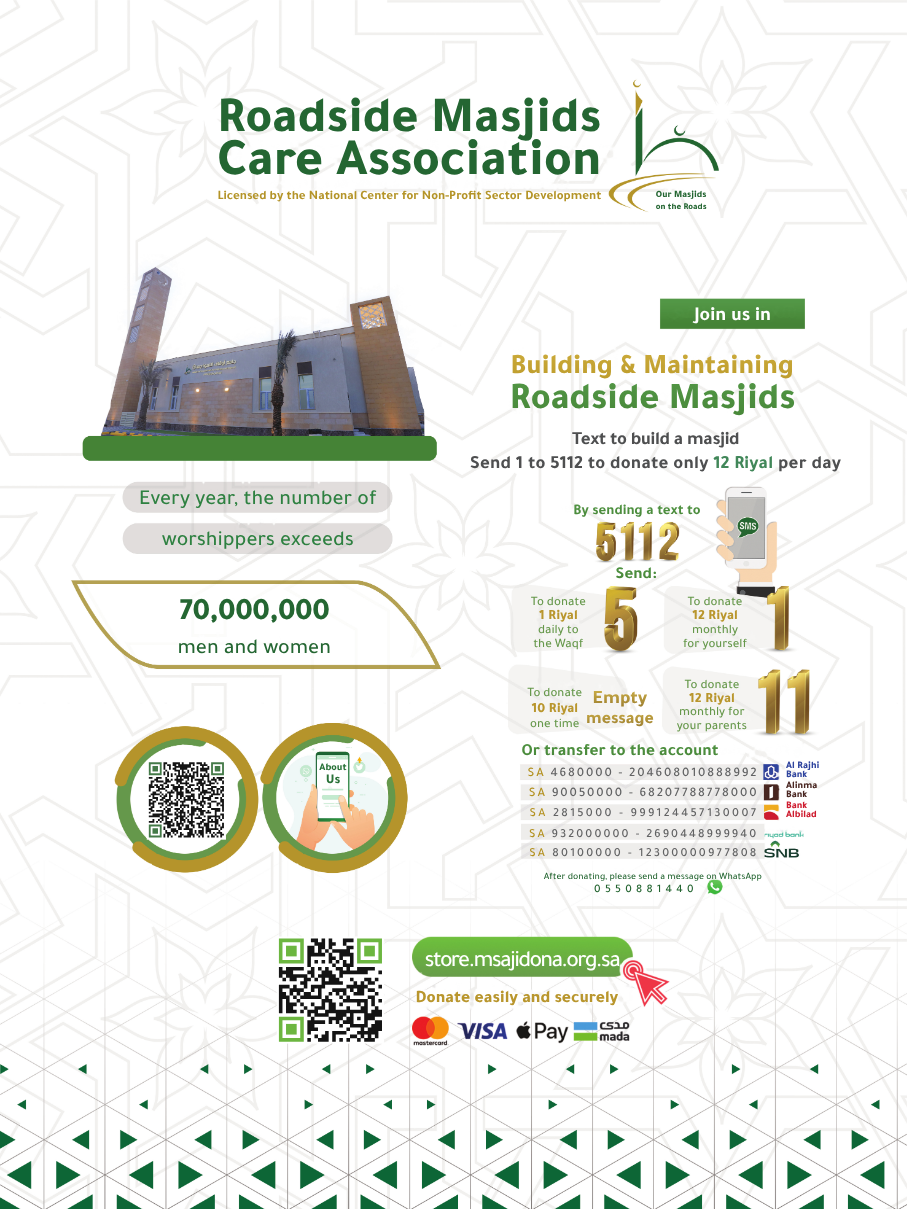 Roadside Masjids
Care Association
Licensed by the National Center for Non-Profit Sector Development
Our Masjids
on the Roads
Join us in
Building & Maintaining
Roadside Masjids
Text to build a masjid
Send 1 to 5112 to donate only 12 Riyal per day
Every year, the number of
worshippers exceeds
70,000,000
men and women
By sending a text to
5112
SMS
Send:
To donate
1 Riyal
daily to
the Waqf
5
To donate
12 Riyal
monthly
for yourself
1
To donate
10 Riyal
one time
Empty
message
To donate
12 Riyal
monthly for
your parents
11
Or transfer to the account
SA 4680000 - 204608010888992
Al Rajhi
Bank
SA 90050000 - 68207788778000
Alinma
Bank
SA 2815000 - 999124457130007
Bank
Albilad
SA 932000000 - 2690448999940
riyad bank
SA 80100000 - 12300000977808
SNB
After donating, please send a message on WhatsApp
0550881440
About
Us
store.msajidona.org.sa
Donate easily and securely
mastercard
VISA
Pay
مدى
mada